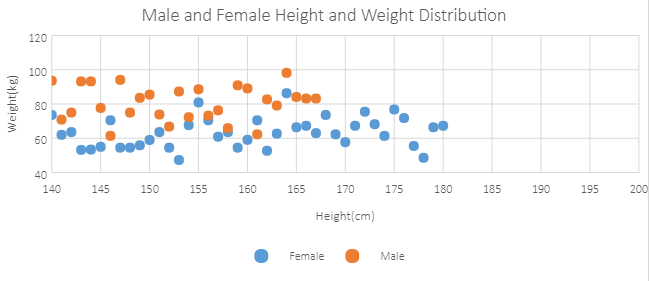 Male and Female Height and Weight Distribution
120
100
80
60
40
Weight(kg)
140 145 150 155 160 165 170 175 180 185 190 195 200
Height(cm)
Female Male